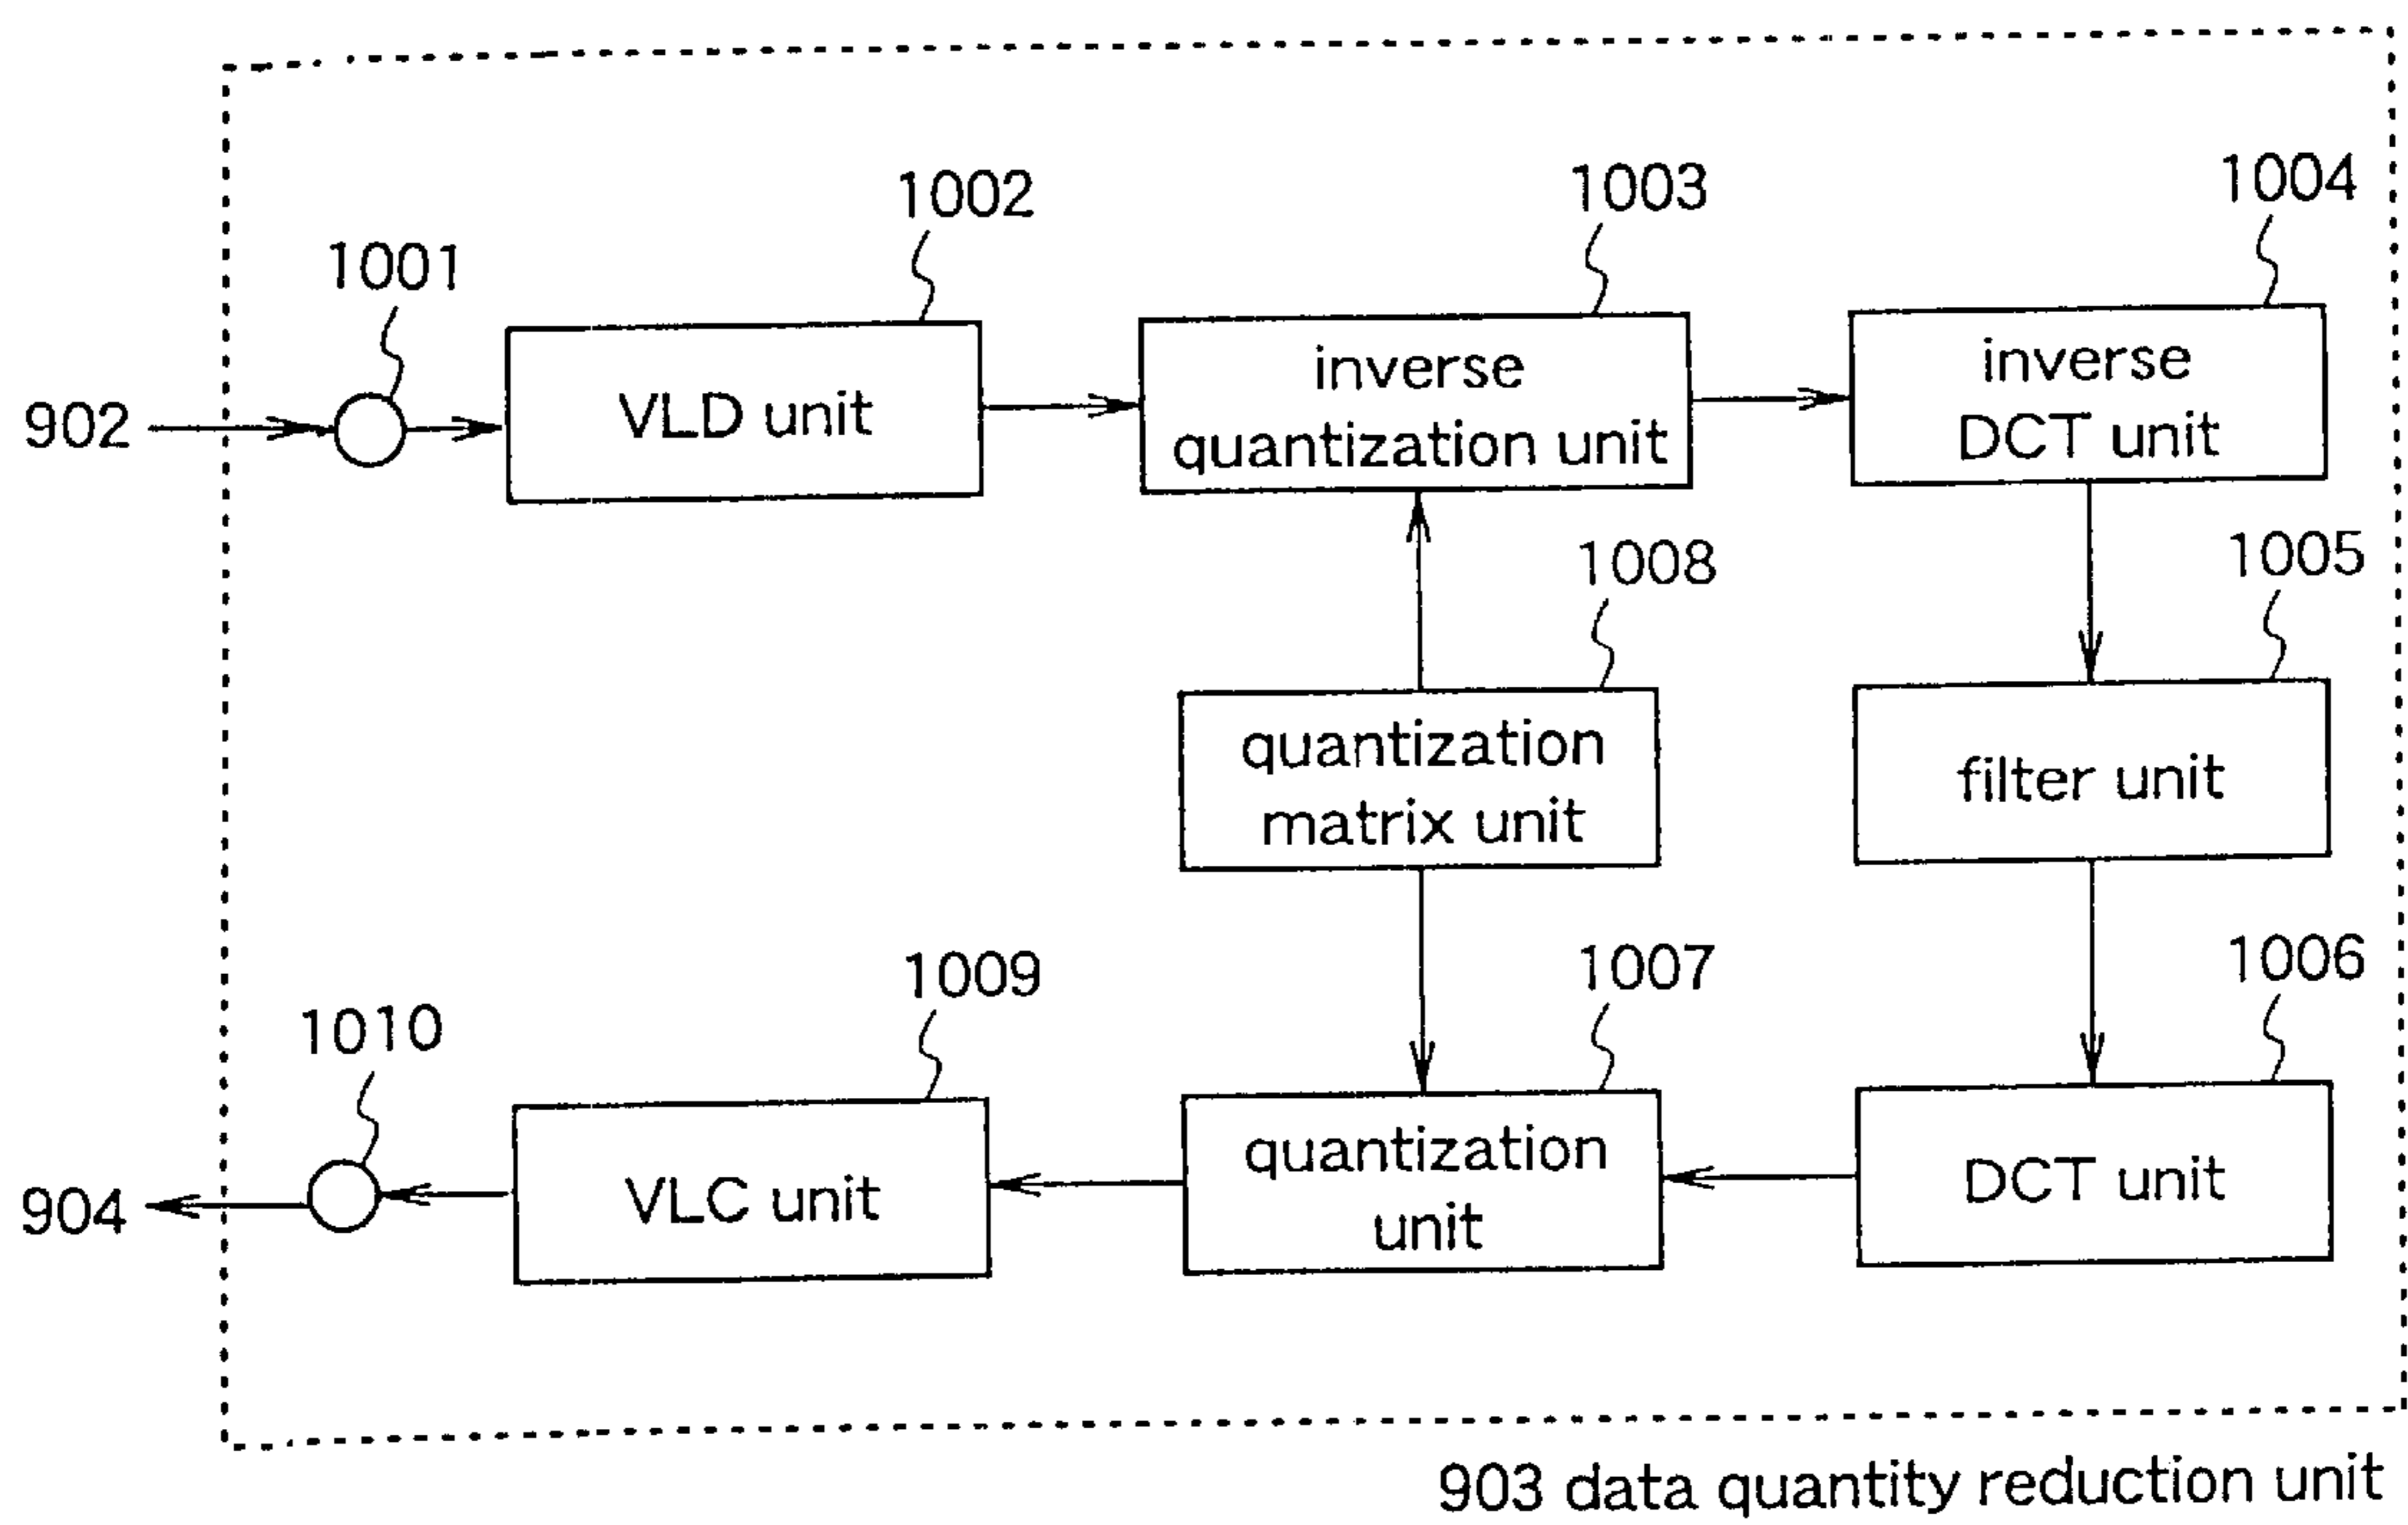 1004
1003
1002
1001
902
VLD unit
inverse
quantization unit
inverse
DCT unit
1008
1005
quantization
matrix unit
filter unit
1009
1007
1006
1010
904
VLC unit
quantization
unit
DCT unit
903 data quantity reduction unit